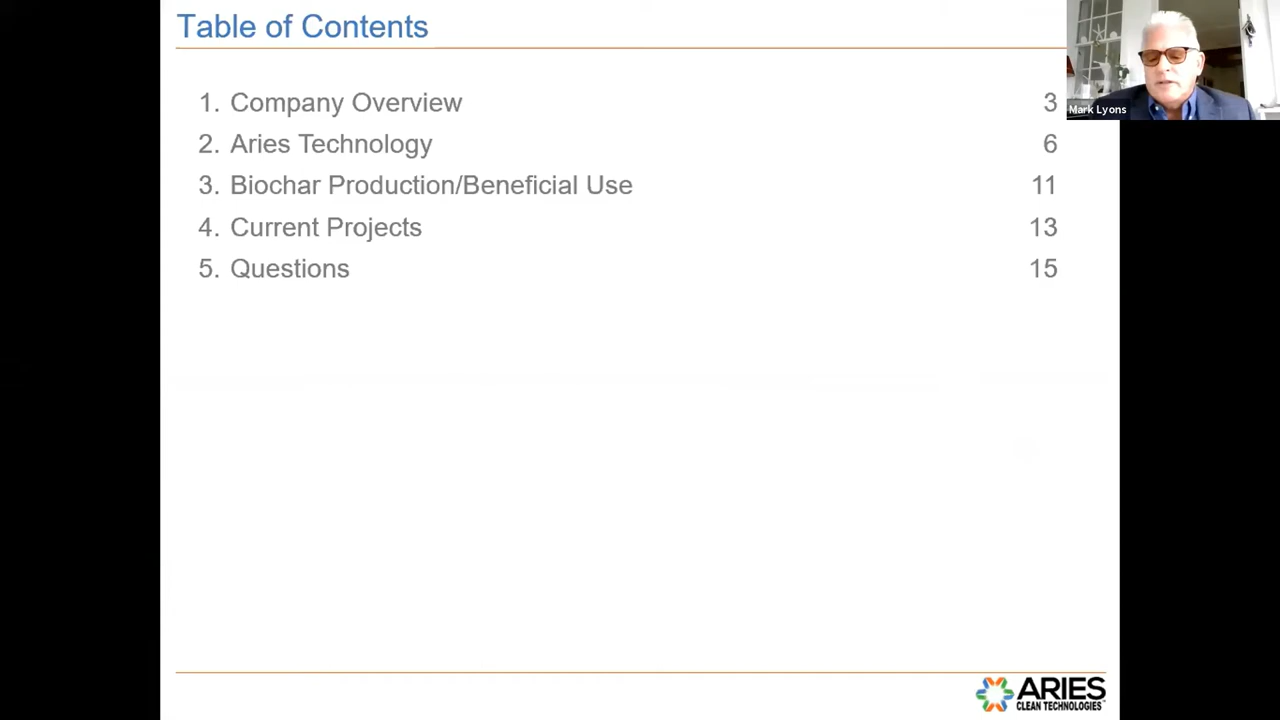 Table of Contents
1. Company Overview 3
2. Aries Technology 6
3. Biochar Production/Beneficial Use 11
4. Current Projects 13
5. Questions 15
Mark Lyons
ARIES
CLEAN TECHNOLOGIES